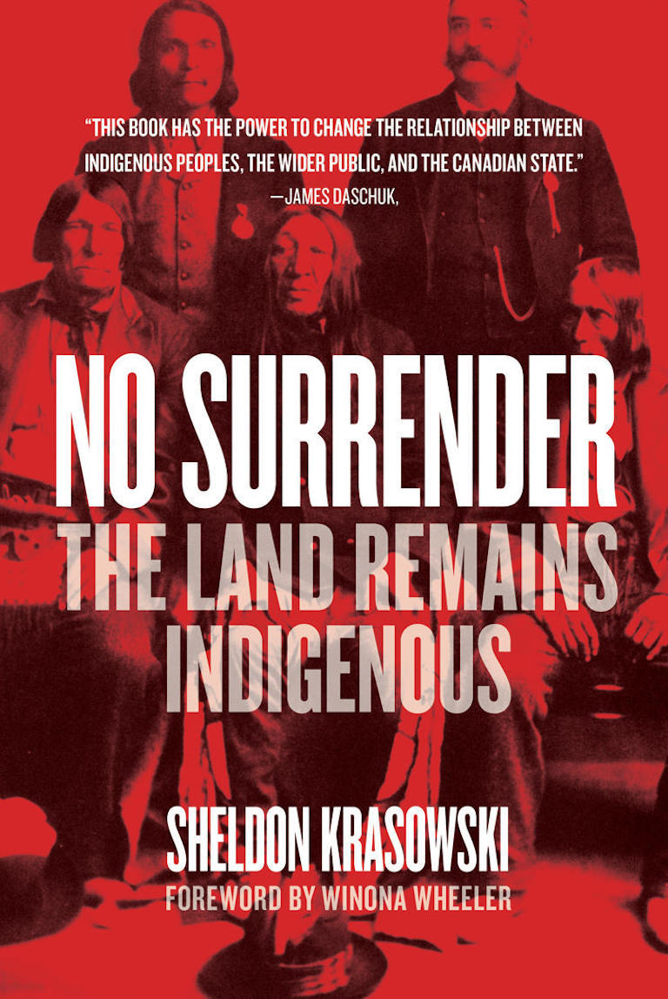 “THIS BOOK HAS THE POWER TO CHANGE THE RELATIONSHIP BETWEEN
INDIGENOUS PEOPLES, THE WIDER PUBLIC, AND THE CANADIAN STATE.”
—JAMES DASCHUK,
NO SURRENDER
THE LAND REMAINS
INDIGENOUS
SHELDON KRASOWSKI
FOREWORD BY WINONA WHEELER